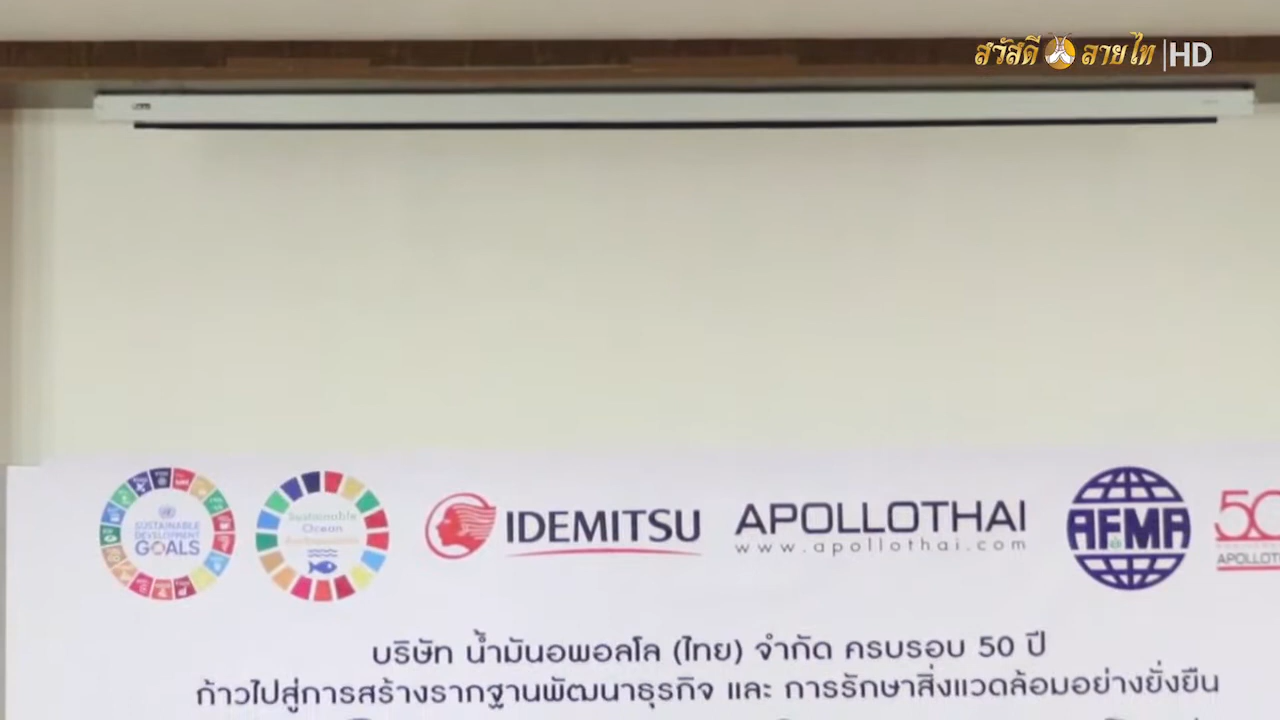 สวัสดี สายไท |HD
SUSTAINABLE
DEVELOPMENT
GOALS
Sustainable
Ocean
IDEMITSU
APOLLOTHAI
www.apollothai.com
AFMA
50
บริษัท น้ำมันอพอลโล (ไทย) จำกัด ครบรอบ 50 ปี
ก้าวไปสู่การสร้างรากฐานพัฒนาธุรกิจ และ การรักษาสิ่งแวดล้อมอย่างยั่งยืน